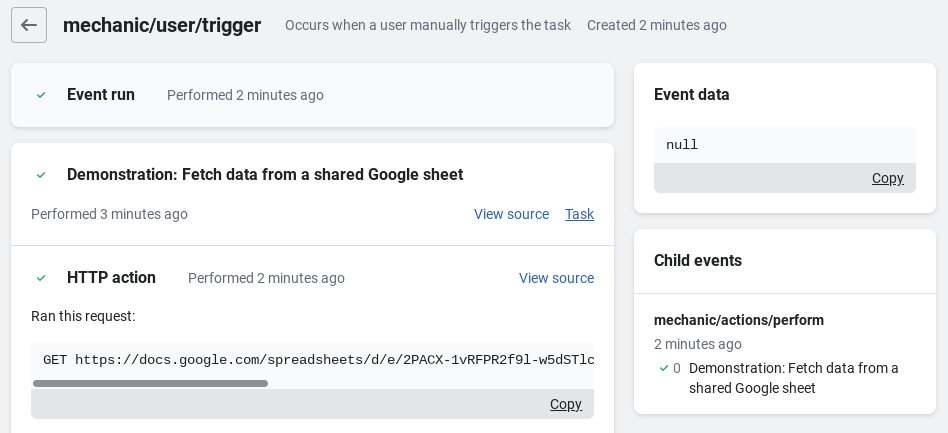 mechanic/user/trigger Occurs when a user manually triggers the task Created 2 minutes ago
Event run Performed 2 minutes ago
Demonstration: Fetch data from a shared Google sheet
Performed 3 minutes ago View source Task
HTTP action Performed 2 minutes ago View source
Ran this request:
GET https://docs.google.com/spreadsheets/d/e/2PACX-1vRFPR2f9l-w5dSTlc
Copy
Event data
null
Copy
Child events
mechanic/actions/perform
2 minutes ago
0 Demonstration: Fetch data from a
shared Google sheet